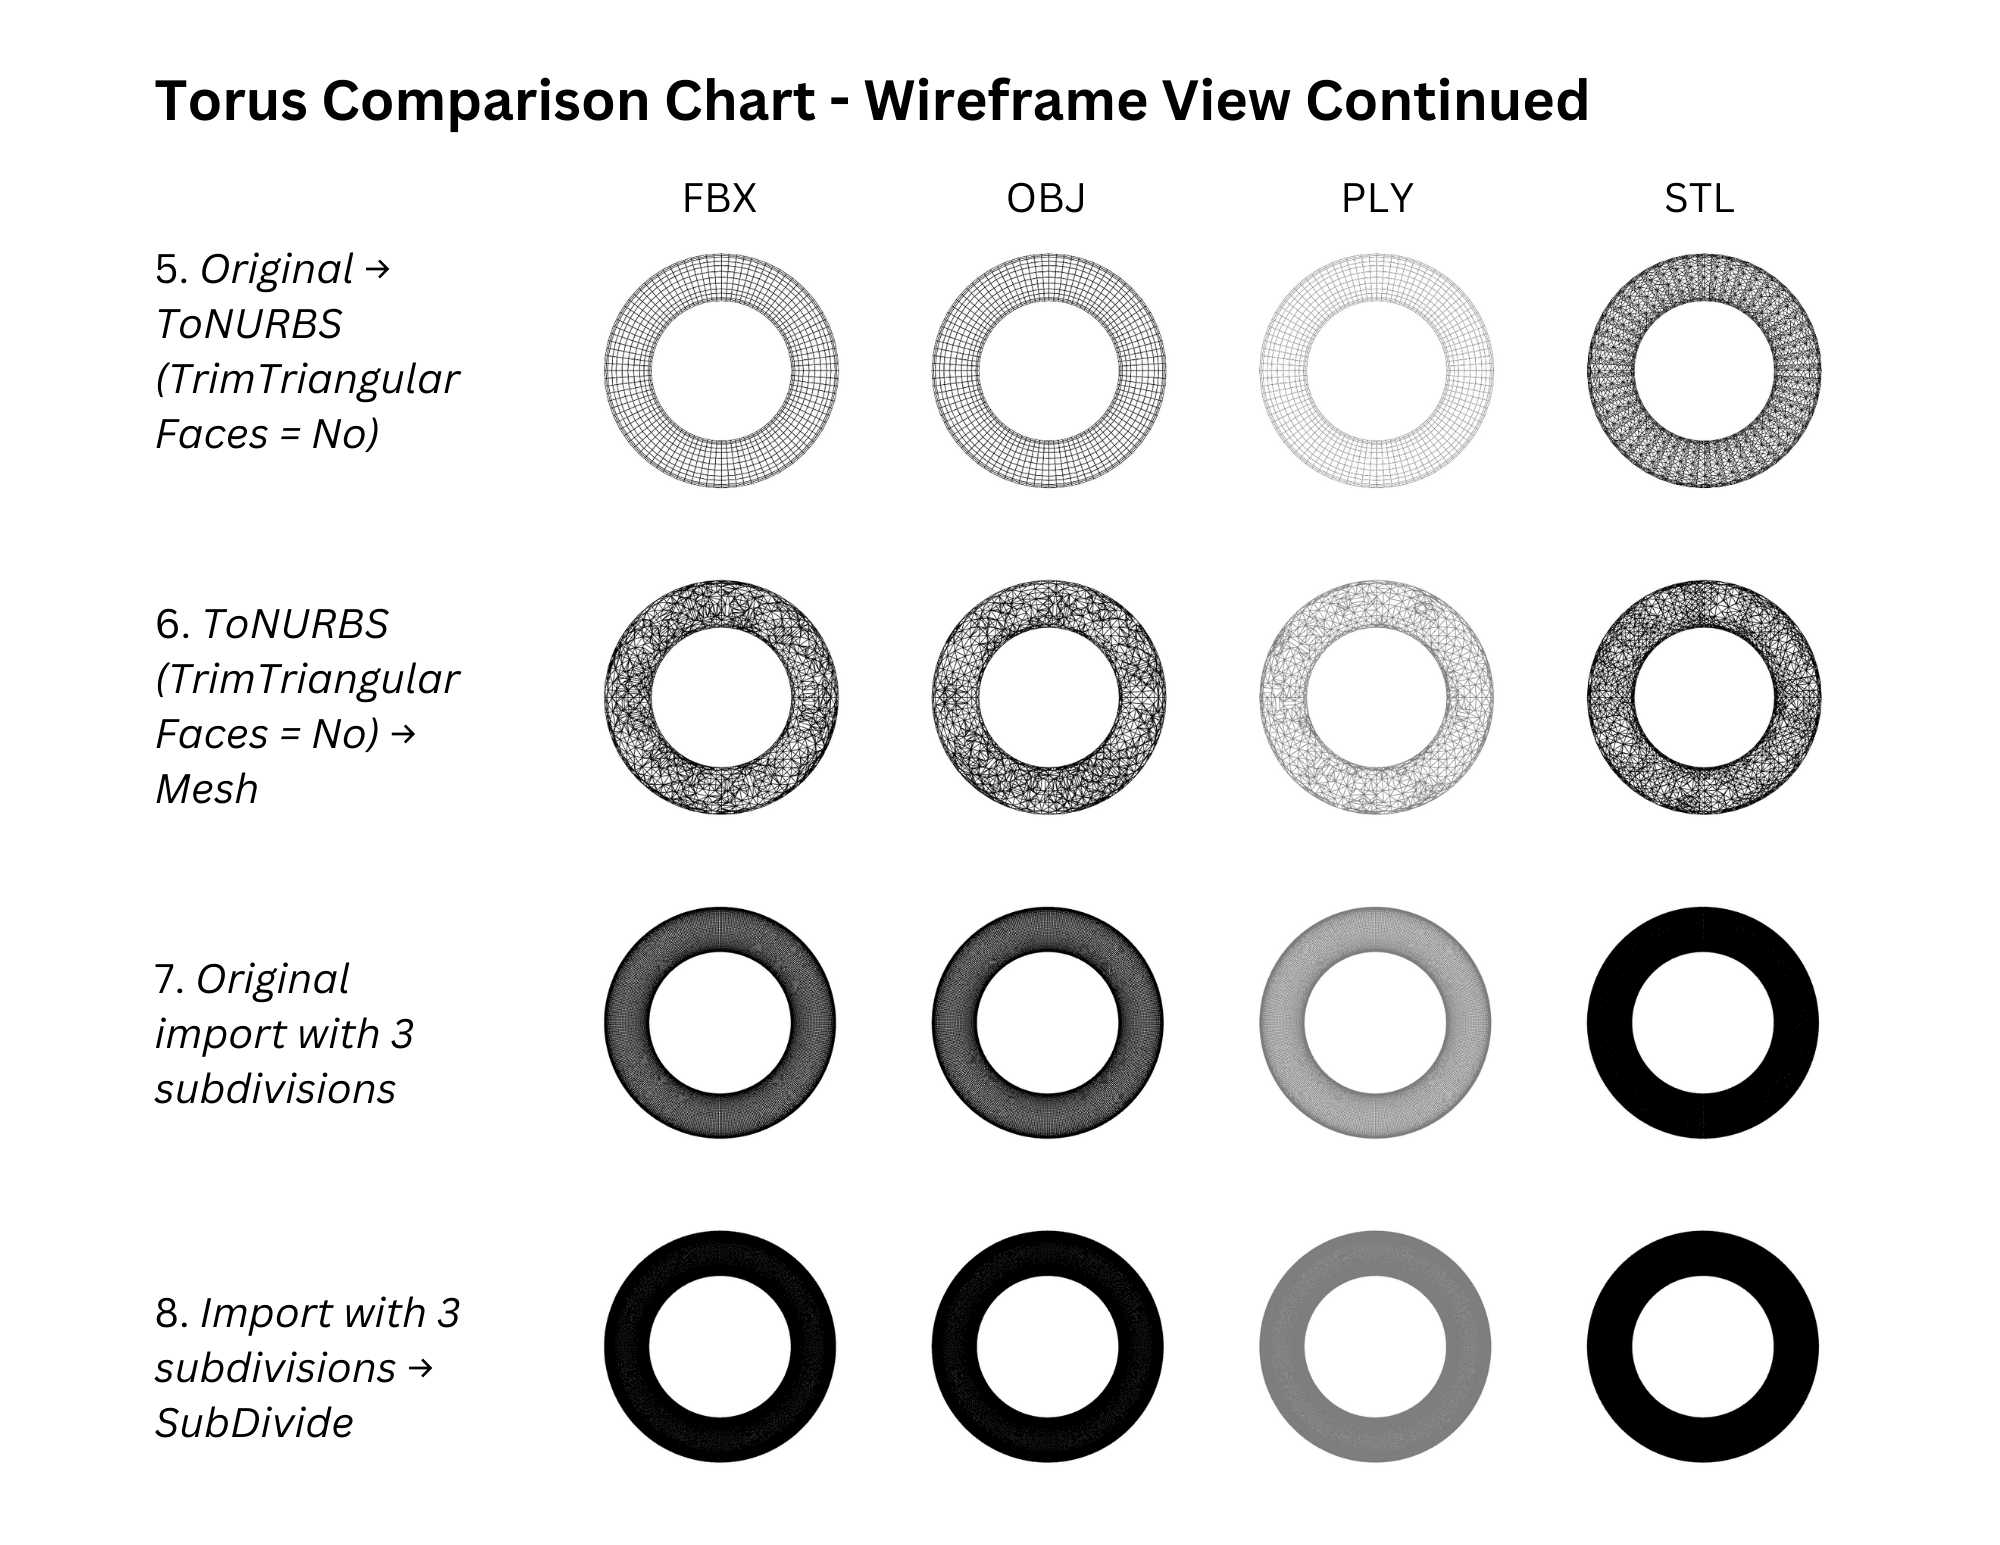 Torus Comparison Chart - Wireframe View Continued
FBX OBJ PLY STL
5. Original →
ToNURBS
(TrimTriangular
Faces = No)
6. ToNURBS
(TrimTriangular
Faces = No) →
Mesh
7. Original
import with 3
subdivisions
8. Import with 3
subdivisions →
SubDivide